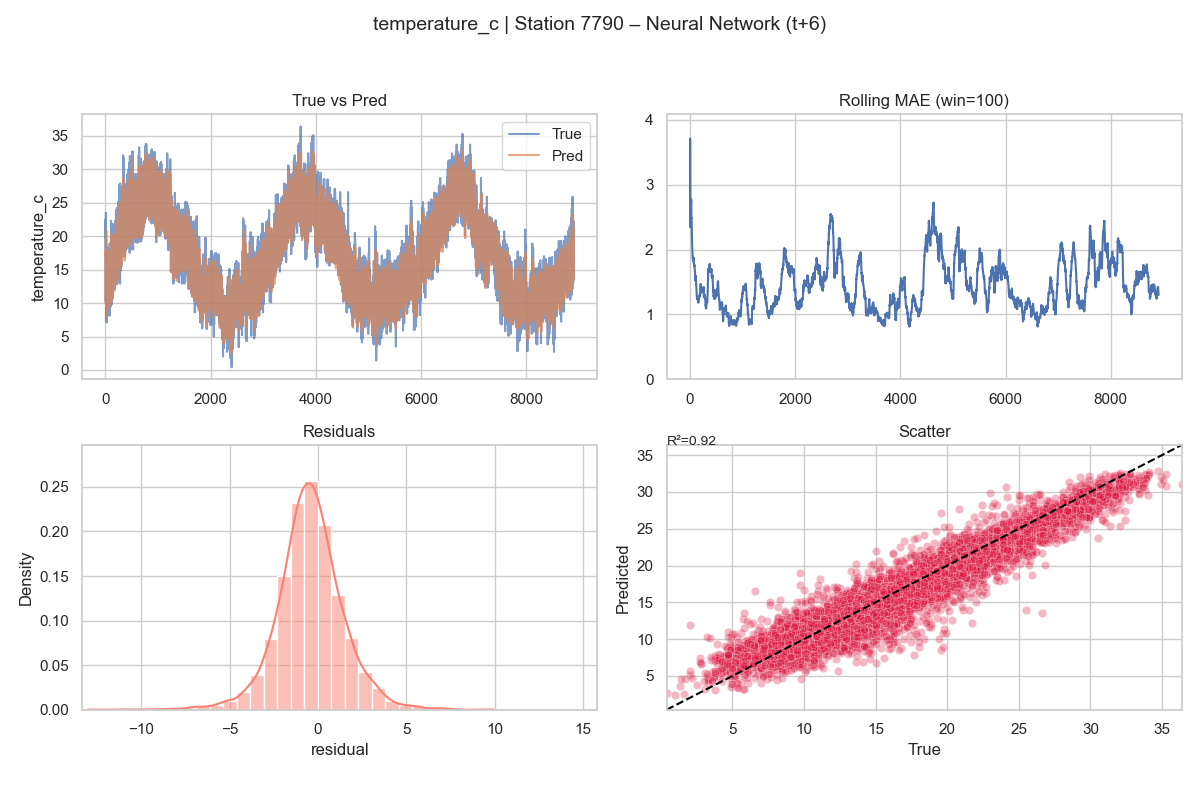 temperature_c | Station 7790 – Neural Network (t+6)
True vs Pred
temperature_c
35
30
25
20
15
10
5
0
0 2000 4000 6000 8000
True
Pred
Rolling MAE (win=100)
4
3
2
1
0
0 2000 4000 6000 8000
Residuals
Density
0.25
0.20
0.15
0.10
0.05
0.00
−10 −5 0 5 10 15
residual
Scatter
R²=0.92
Predicted
35
30
25
20
15
10
5
5 10 15 20 25 30 35
True